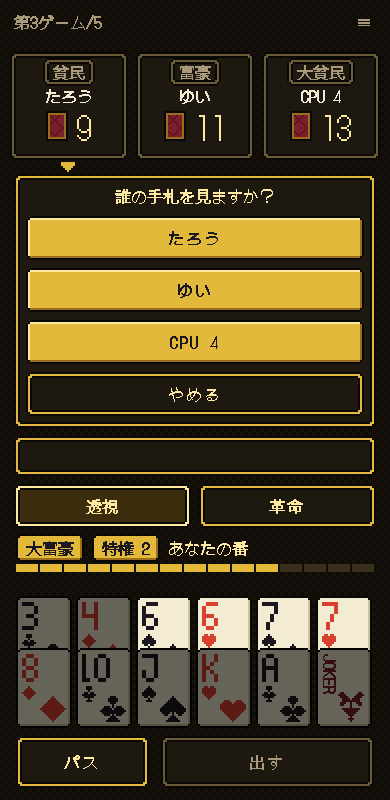 第3ゲーム/5
貧民 富豪 大貧民
たろう ゆい CPU 4
9 11 13
誰の手札を見ますか？
たろう
ゆい
CPU 4
やめる
透視 革命
大富豪 特権 2 あなたの番
3 4 6 6 7 7
8 10 J K A JOKER
パス 出す